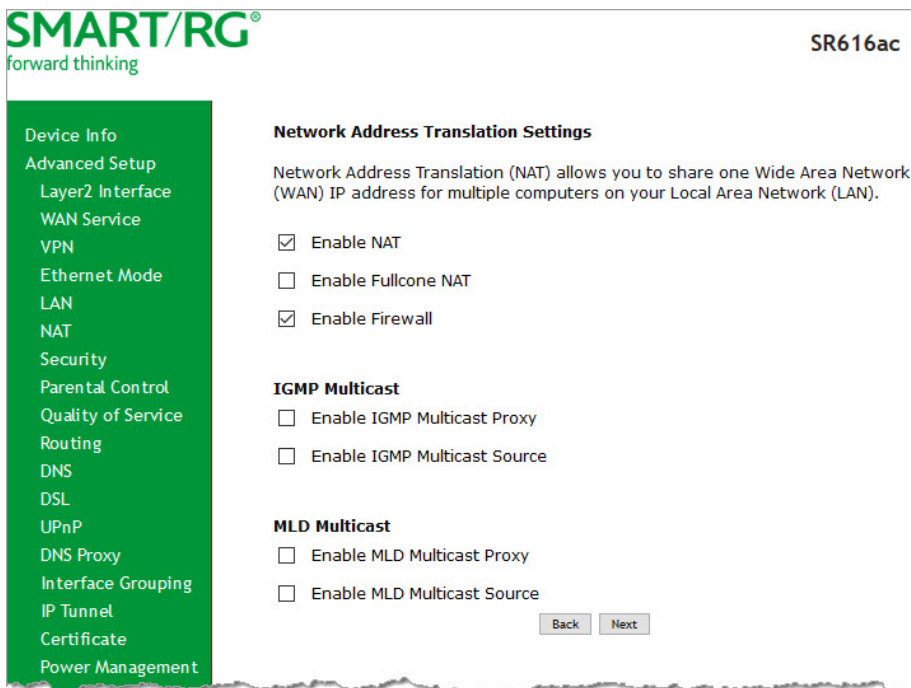 SMART/RG®
forward thinking
SR616ac
Device Info
Advanced Setup
Layer2 Interface
WAN Service
VPN
Ethernet Mode
LAN
NAT
Security
Parental Control
Quality of Service
Routing
DNS
DSL
UPnP
DNS Proxy
Interface Grouping
IP Tunnel
Certificate
Power Management
Network Address Translation Settings
Network Address Translation (NAT) allows you to share one Wide Area Network
(WAN) IP address for multiple computers on your Local Area Network (LAN).
Enable NAT
Enable Fullcone NAT
Enable Firewall
IGMP Multicast
Enable IGMP Multicast Proxy
Enable IGMP Multicast Source
MLD Multicast
Enable MLD Multicast Proxy
Enable MLD Multicast Source
Back Next